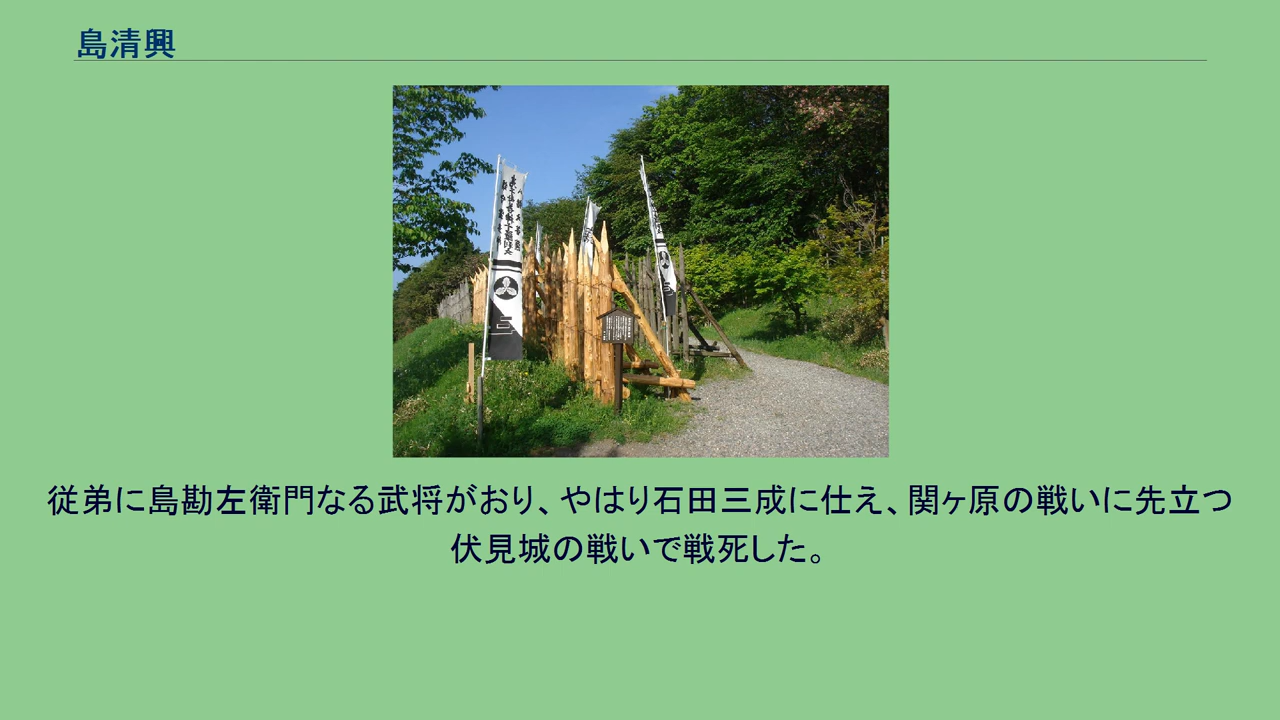 島清興
従弟に島勘左衛門なる武将がおり、やはり石田三成に仕え、関ヶ原の戦いに先立つ
伏見城の戦いで戦死した。